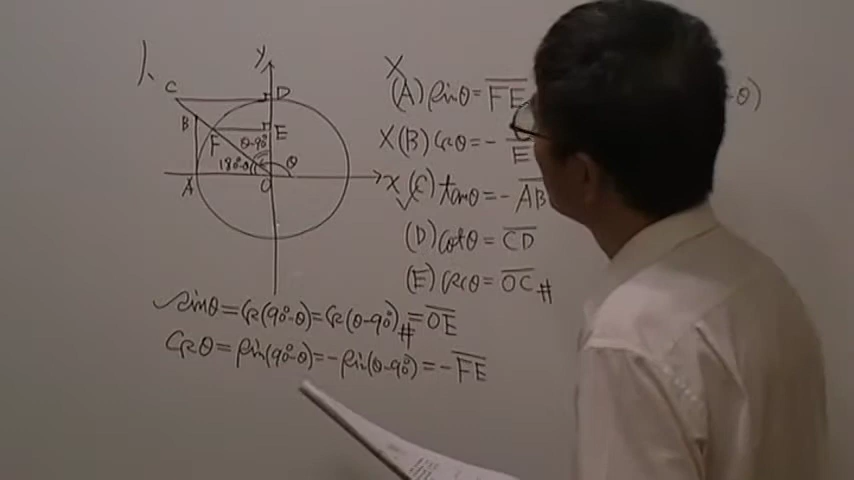 1、
y
C
D
B
F
E
θ-90°
180°-θ
θ
A
O
x
X
(A) sinθ = FE
-θ)
X (B) cosθ = -
E
(C) tanθ = - AB
✓
(D) cotθ = CD
(E) cscθ = OC #
✓ sinθ = cos(90°-θ) = cos(θ-90°) # = OE
cosθ = sin(90°-θ) = -sin(θ-90°) = - FE